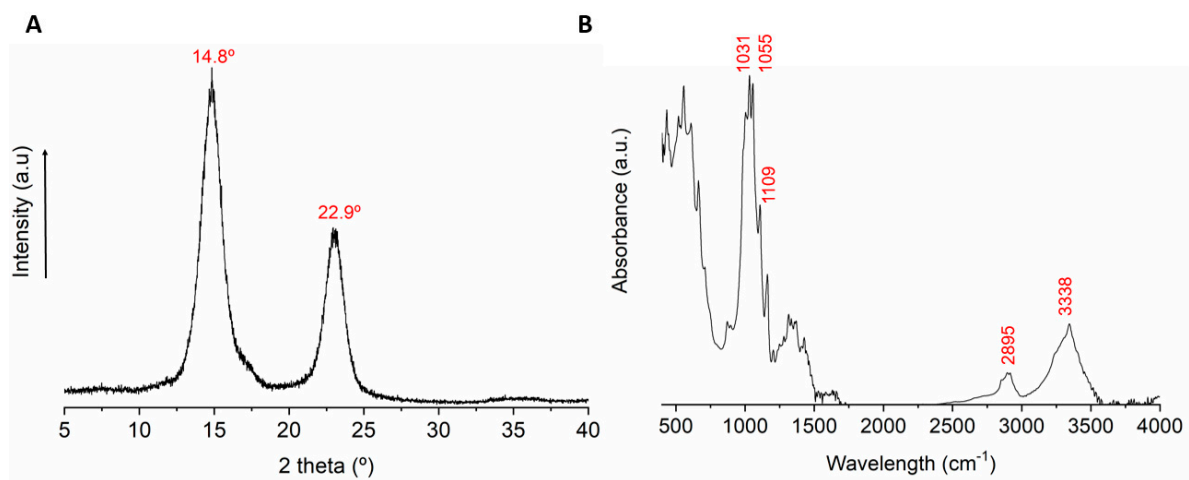 A
14.8º
22.9º
Intensity (a.u)
5 10 15 20 25 30 35 40
2 theta (º)
B
1031
1055
1109
2895
3338
Absorbance (a.u.)
500 1000 1500 2000 2500 3000 3500 4000
Wavelength (cm⁻¹)